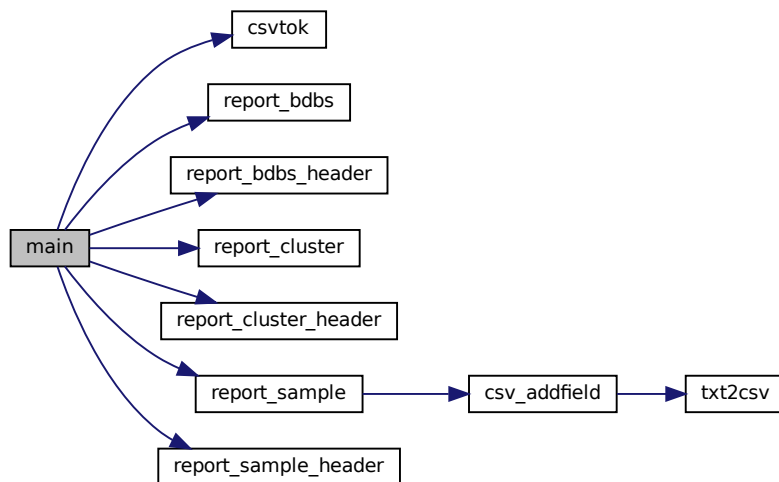 csvtok
report_bdbs
report_bdbs_header
main
report_cluster
report_cluster_header
report_sample
csv_addfield
txt2csv
report_sample_header